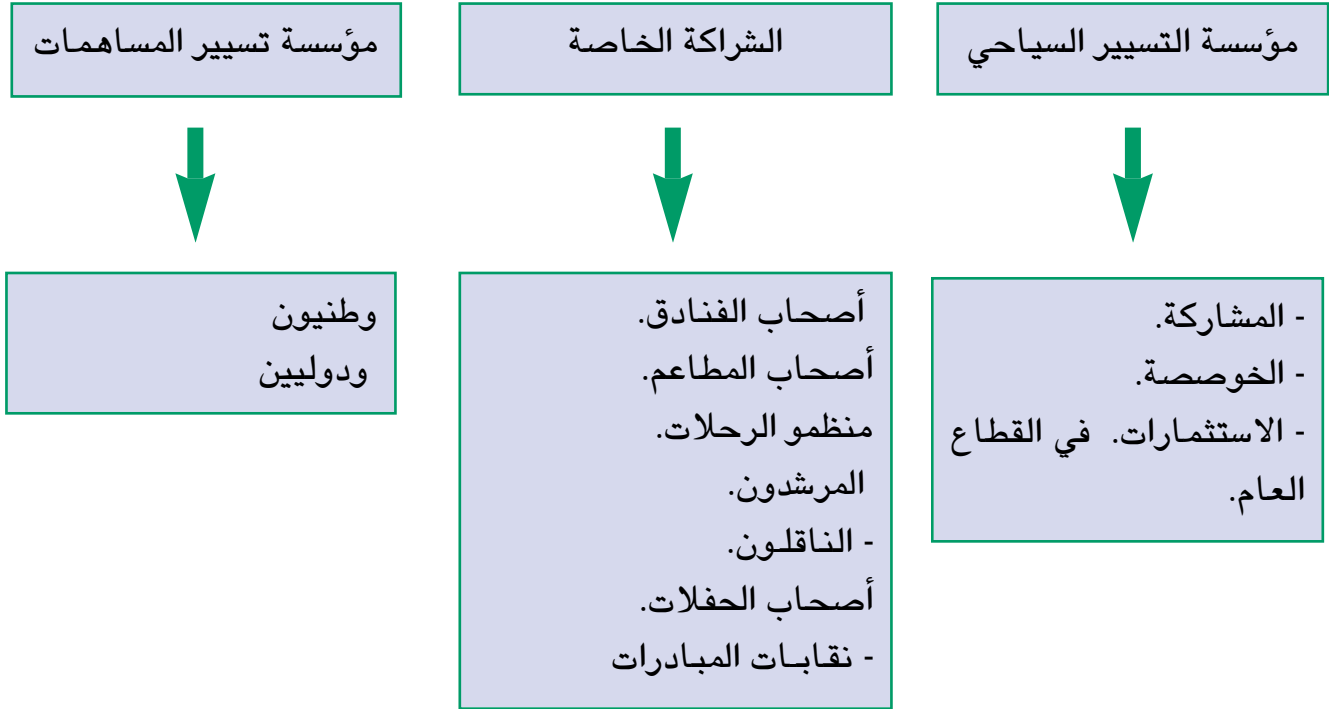 مؤسسة التسيير السياحي
الشراكة الخاصة
مؤسسة تسيير المساهمات
- المشاركة.
- الخوصصة.
- الاستثمارات. في القطاع
العام.
أصحاب الفنادق.
أصحاب المطاعم.
منظمو الرحلات.
المرشدون.
- الناقلون.
أصحاب الحفلات.
- نقابات المبادرات
وطنيون
ودوليين